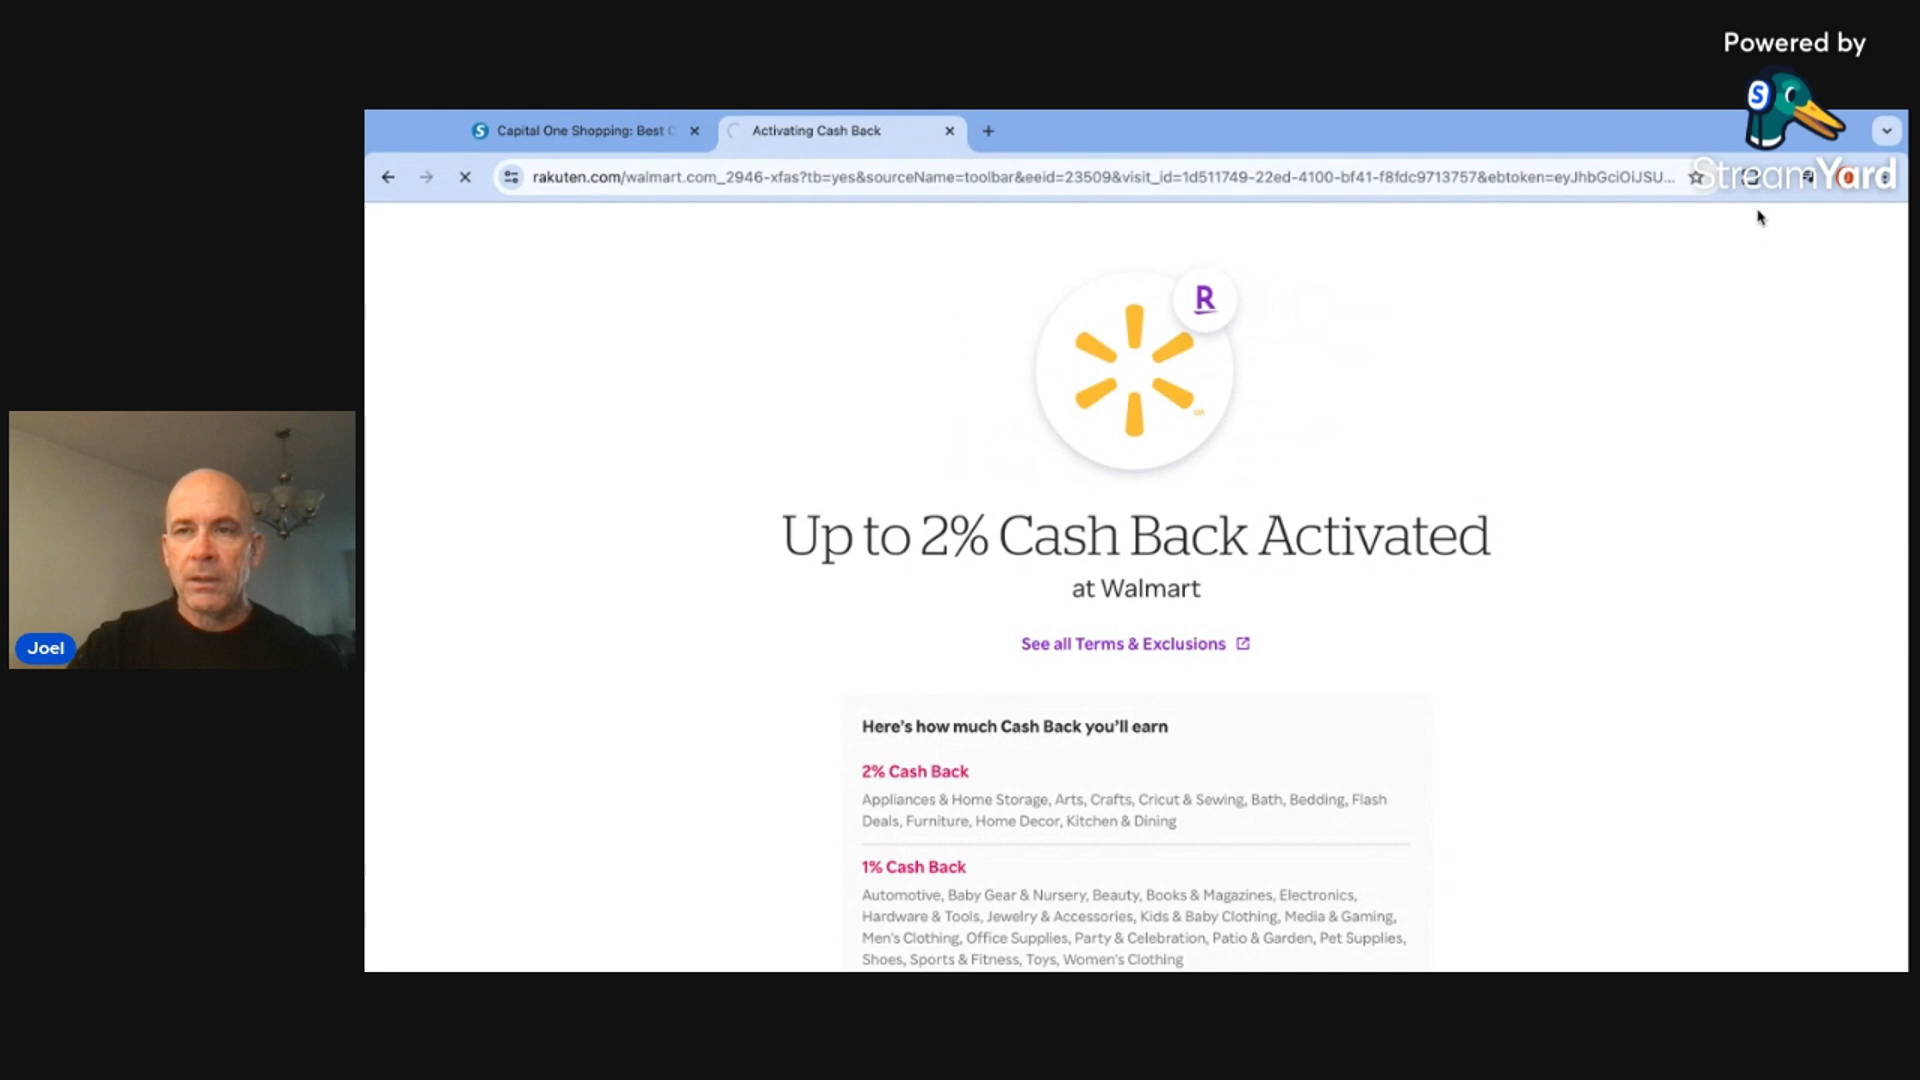 Powered by
StreamYard
Capital One Shopping: Best
Activating Cash Back
rakuten.com/walmart.com_2946-xfas?tb=yes&sourceName=toolbar&eeid=23509&visit_id=1d511749-22ed-4100-bf41-f8fdc9713757&ebtoken=eyJhbGciOiJSU...
R
SM
Up to 2% Cash Back Activated
at Walmart
See all Terms & Exclusions
Joel
Here's how much Cash Back you'll earn
2% Cash Back
Appliances & Home Storage, Arts, Crafts, Cricut & Sewing, Bath, Bedding, Flash
Deals, Furniture, Home Decor, Kitchen & Dining
1% Cash Back
Automotive, Baby Gear & Nursery, Beauty, Books & Magazines, Electronics,
Hardware & Tools, Jewelry & Accessories, Kids & Baby Clothing, Media & Gaming,
Men's Clothing, Office Supplies, Party & Celebration, Patio & Garden, Pet Supplies,
Shoes, Sports & Fitness, Toys, Women's Clothing